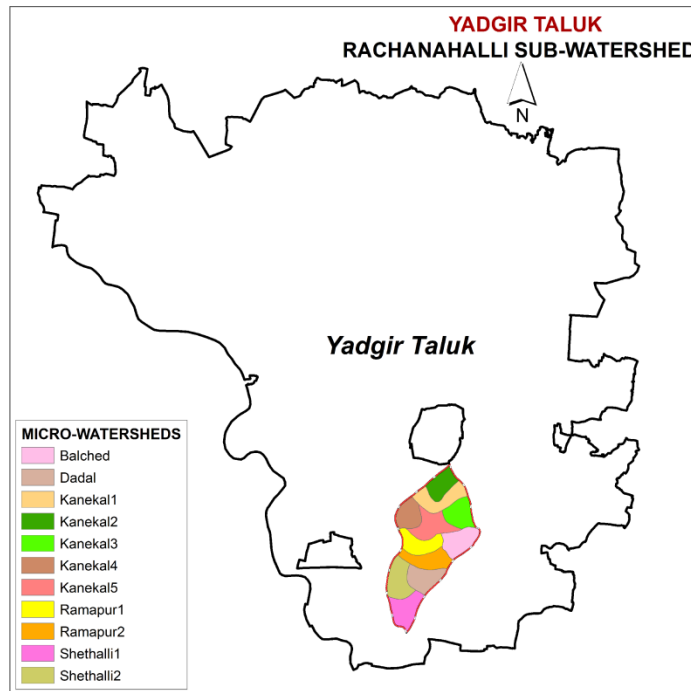 YADGIR TALUK
RACHANAHALLI SUB-WATERSHED
N
Yadgir Taluk
MICRO-WATERSHEDS
Balched
Dadal
Kanekal1
Kanekal2
Kanekal3
Kanekal4
Kanekal5
Ramapur1
Ramapur2
Shethalli1
Shethalli2